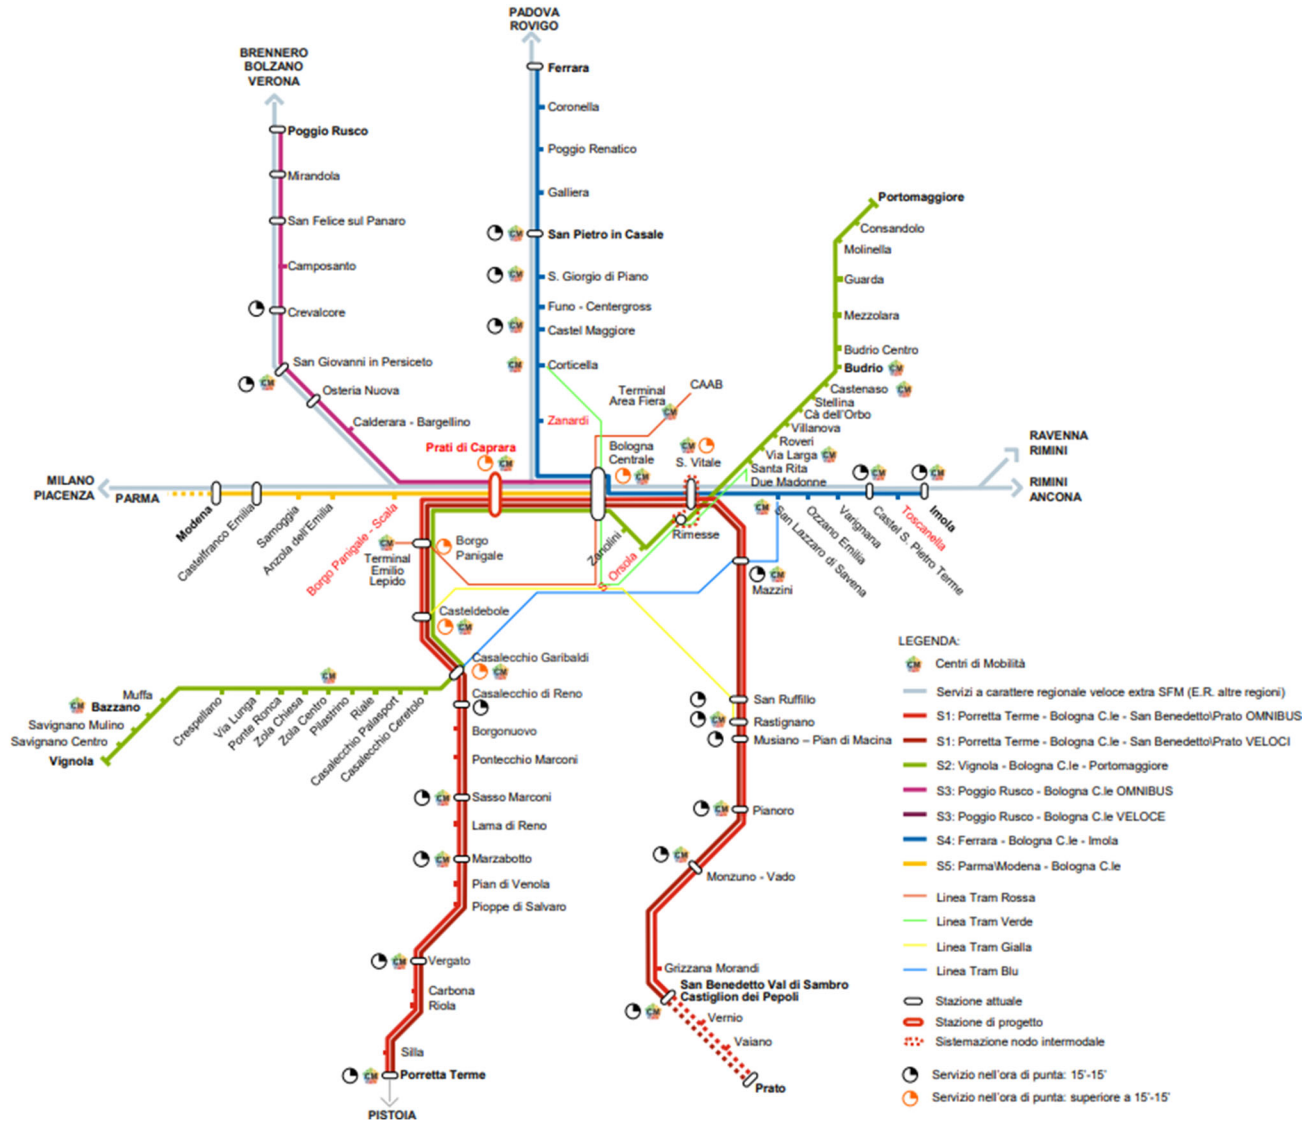 PADOVA
ROVIGO
BRENNERO
BOLZANO
VERONA
Ferrara
Coronella
Poggio Rusco
Poggio Renatico
Mirandola
Galliera
San Felice sul Panaro
San Pietro in Casale
Camposanto
S. Giorgio di Piano
Crevalcore
Funo - Centergross
Castel Maggiore
San Giovanni in Persiceto
Corticella
Osteria Nuova
Calderara - Bargellino
Zanardi
Prati di Caprara
Terminal
Area Fiera
CAAB
Bologna
Centrale
S. Vitale
Portomaggiore
Consandolo
Molinella
Guarda
Mezzolara
Budrio Centro
Budrio
Castenaso
Stellina
Cà dell'Orbo
Villanova
Roveri
Via Larga
Santa Rita
Due Madonne
RAVENNA
RIMINI
RIMINI
ANCONA
MILANO
PIACENZA
PARMA
Modena
Castelfranco Emilia
Samoggia
Anzola dell'Emilia
Borgo Panigale - Scala
Zanolini
S. Orsola
Rimesse
San Lazzaro di Savena
Ozzano Emilia
Varignana
Castel S. Pietro Terme
Toscanella
Imola
Terminal
Emilio
Lepido
Borgo
Panigale
Mazzini
Casteldebole
Casalecchio Garibaldi
Casalecchio di Reno
Muffa
Bazzano
Savignano Mulino
Savignano Centro
Vignola
Crespellano
Via Lunga
Ponte Ronca
Zola Chiesa
Zola Centro
Pilastrino
Riale
Casalecchio Palasport
Casalecchio Ceretolo
Borgonuovo
Pontecchio Marconi
Sasso Marconi
Lama di Reno
Marzabotto
Pian di Venola
Pioppe di Salvaro
Vergato
Carbona
Riola
Silla
Porretta Terme
PISTOIA
San Ruffillo
Rastignano
Musiano – Pian di Macina
Pianoro
Monzuno - Vado
Grizzana Morandi
San Benedetto Val di Sambro
Castiglion dei Pepoli
Vernio
Vaiano
Prato
LEGENDA:
CM Centri di Mobilità
Servizi a carattere regionale veloce extra SFM (E.R. altre regioni)
S1: Porretta Terme - Bologna C.le - San Benedetto\Prato OMNIBUS
S1: Porretta Terme - Bologna C.le - San Benedetto\Prato VELOCI
S2: Vignola - Bologna C.le - Portomaggiore
S3: Poggio Rusco - Bologna C.le OMNIBUS
S3: Poggio Rusco - Bologna C.le VELOCE
S4: Ferrara - Bologna C.le - Imola
S5: Parma\Modena - Bologna C.le
Linea Tram Rossa
Linea Tram Verde
Linea Tram Gialla
Linea Tram Blu
Stazione attuale
Stazione di progetto
Sistemazione nodo intermodale
Servizio nell'ora di punta: 15'-15'
Servizio nell'ora di punta: superiore a 15'-15'